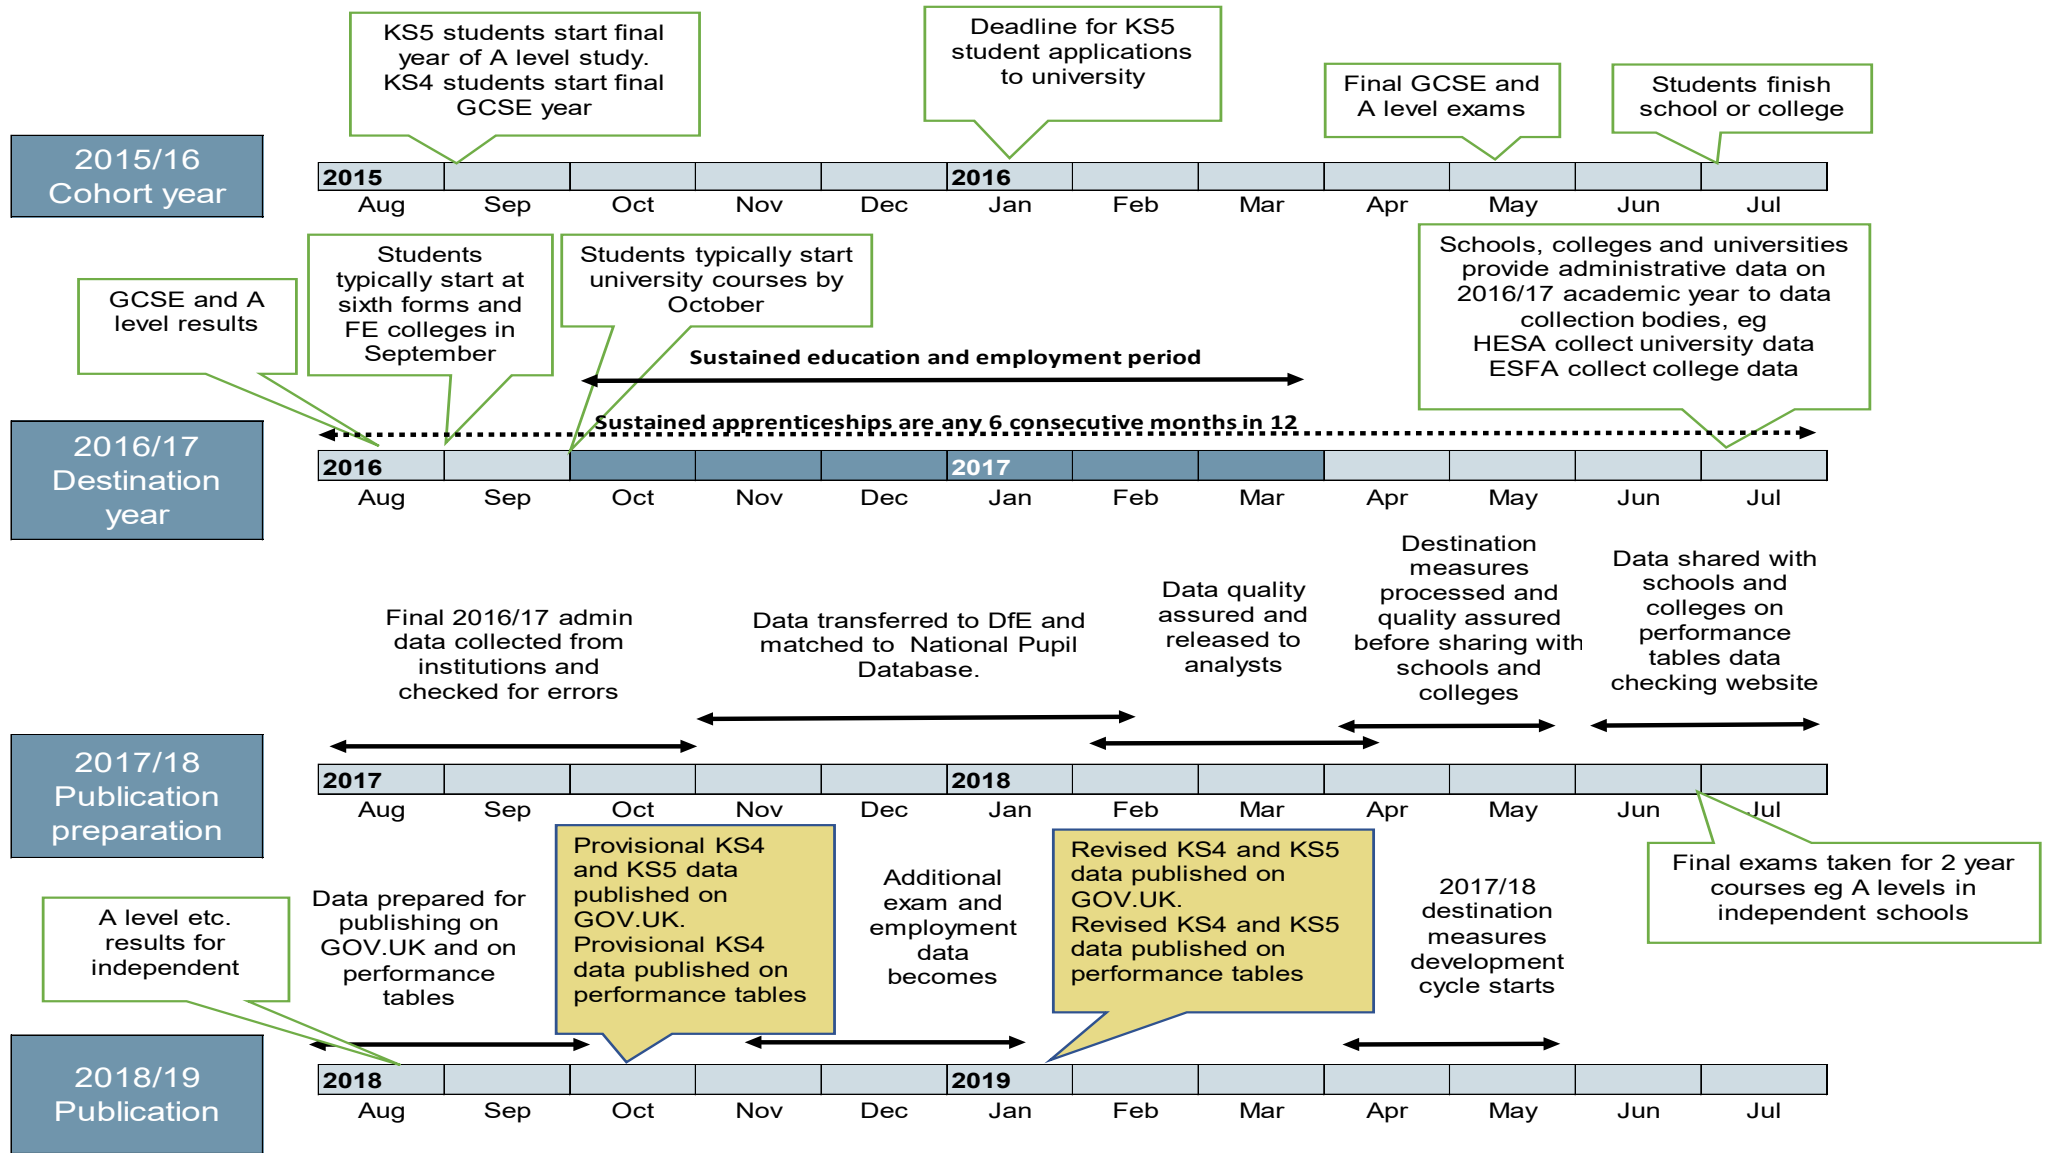 KS5 students start final
year of A level study.
KS4 students start final
GCSE year
Deadline for KS5
student applications
to university
Final GCSE and
A level exams
Students finish
school or college
2015/16
Cohort year
2015
2016
Aug
Sep
Oct
Nov
Dec
Jan
Feb
Mar
Apr
May
Jun
Jul
GCSE and A
level results
Students
typically start at
sixth forms and
FE colleges in
September
Students typically start
university courses by
October
Schools, colleges and universities
provide administrative data on
2016/17 academic year to data
collection bodies, eg
HESA collect university data
ESFA collect college data
Sustained education and employment period
Sustained apprenticeships are any 6 consecutive months in 12
2016/17
Destination
year
2016
2017
Aug
Sep
Oct
Nov
Dec
Jan
Feb
Mar
Apr
May
Jun
Jul
Final 2016/17 admin
data collected from
institutions and
checked for errors
Data transferred to DfE and
matched to National Pupil
Database.
Data quality
assured and
released to
analysts
Destination
measures
processed and
quality assured
before sharing with
schools and
colleges
Data shared with
schools and
colleges on
performance
tables data
checking website
2017/18
Publication
preparation
2017
2018
Aug
Sep
Oct
Nov
Dec
Jan
Feb
Mar
Apr
May
Jun
Jul
Final exams taken for 2 year
courses eg A levels in
independent schools
A level etc.
results for
independent
Data prepared for
publishing on
GOV.UK and on
performance
tables
Provisional KS4
and KS5 data
published on
GOV.UK.
Provisional KS4
data published on
performance tables
Additional
exam and
employment
data
becomes
Revised KS4 and KS5
data published on
GOV.UK.
Revised KS4 and KS5
data published on
performance tables
2017/18
destination
measures
development
cycle starts
2018/19
Publication
2018
2019
Aug
Sep
Oct
Nov
Dec
Jan
Feb
Mar
Apr
May
Jun
Jul